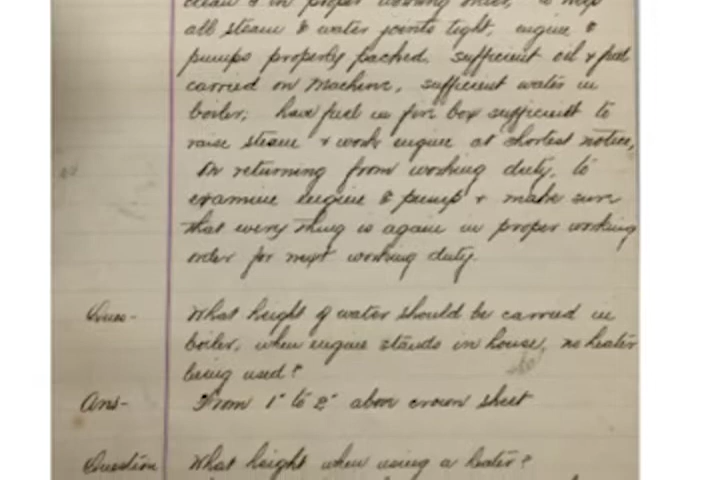 clean & in proper working order, to keep
all steam & water joints tight, engine &
pumps properly packed, sufficient oil & fuel
carried on machine, sufficient water in
boiler; have fuel in fire box sufficient to
raise steam & work engine at shortest notice,
On returning from working duty, to
examine engine & pump & make sure
that every thing is again in proper working
order for next working duty.
Ques- What height of water should be carried in
boiler, when engine stands in house, no heater
being used?
Ans- From 1" to 2" above crown sheet
Question What height when using a heater?